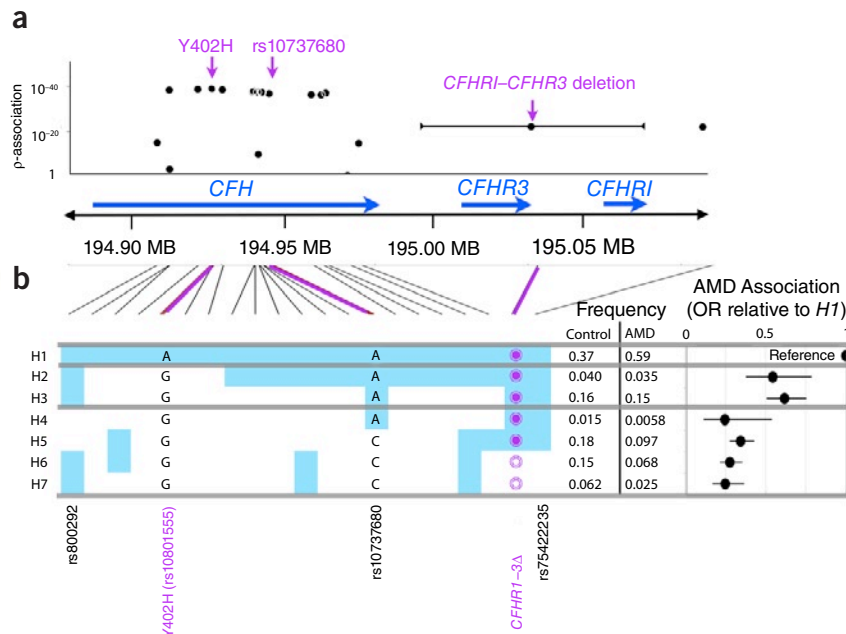 a
Y402H rs10737680
CFHRI–CFHR3 deletion
ρ-association
10⁻⁴⁰
10⁻²⁰
1
CFH CFHR3 CFHRI
194.90 MB 194.95 MB 195.00 MB 195.05 MB
b
Frequency
AMD Association
(OR relative to H1)
Control AMD 0 0.5 1
H1 A A 0.37 0.59 Reference
H2 G A 0.040 0.035
H3 G A 0.16 0.15
H4 G A 0.015 0.0058
H5 G C 0.18 0.097
H6 G C 0.15 0.068
H7 G C 0.062 0.025
rs800292
Y402H (rs10801555)
rs10737680
CFHR1–3Δ
rs75422235